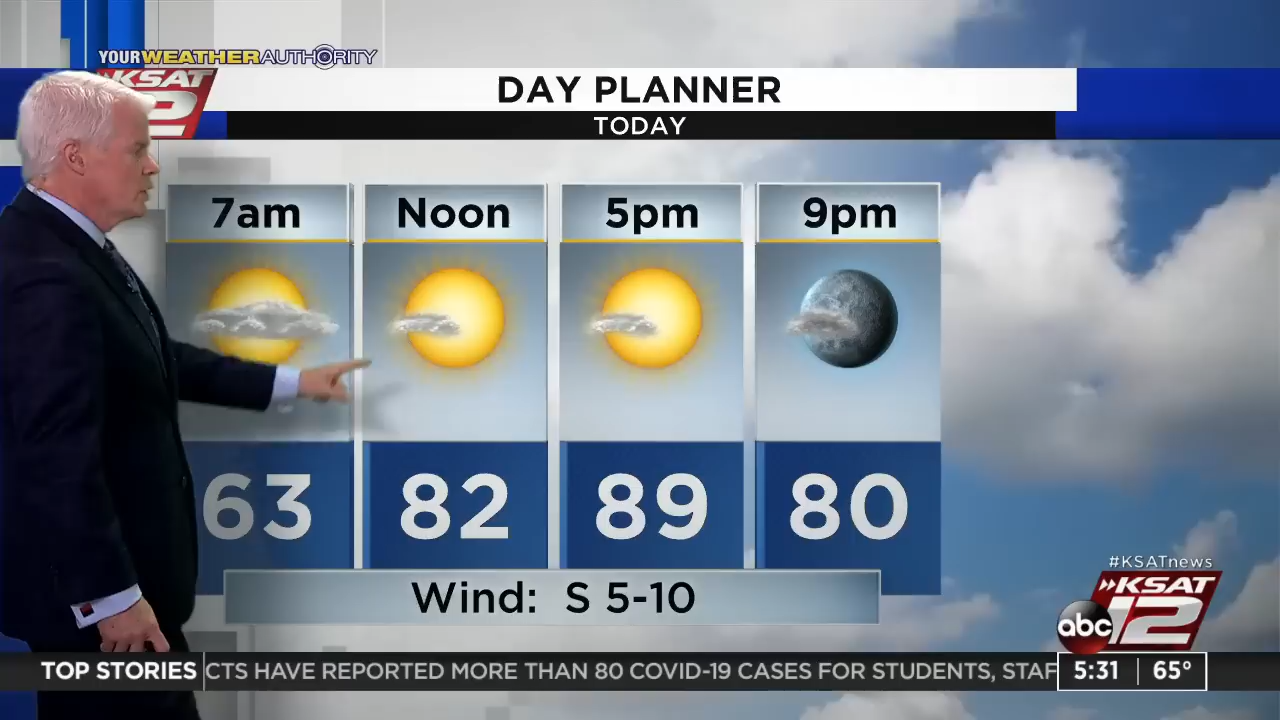 YOURWEATHERAUTHORITY
KSAT
12
DAY PLANNER
TODAY
7am
Noon
5pm
9pm
63
82
89
80
Wind: S 5-10
#KSATnews
KSAT
abc 12
TOP STORIES
CTS HAVE REPORTED MORE THAN 80 COVID-19 CASES FOR STUDENTS, STAF
5:31
65°